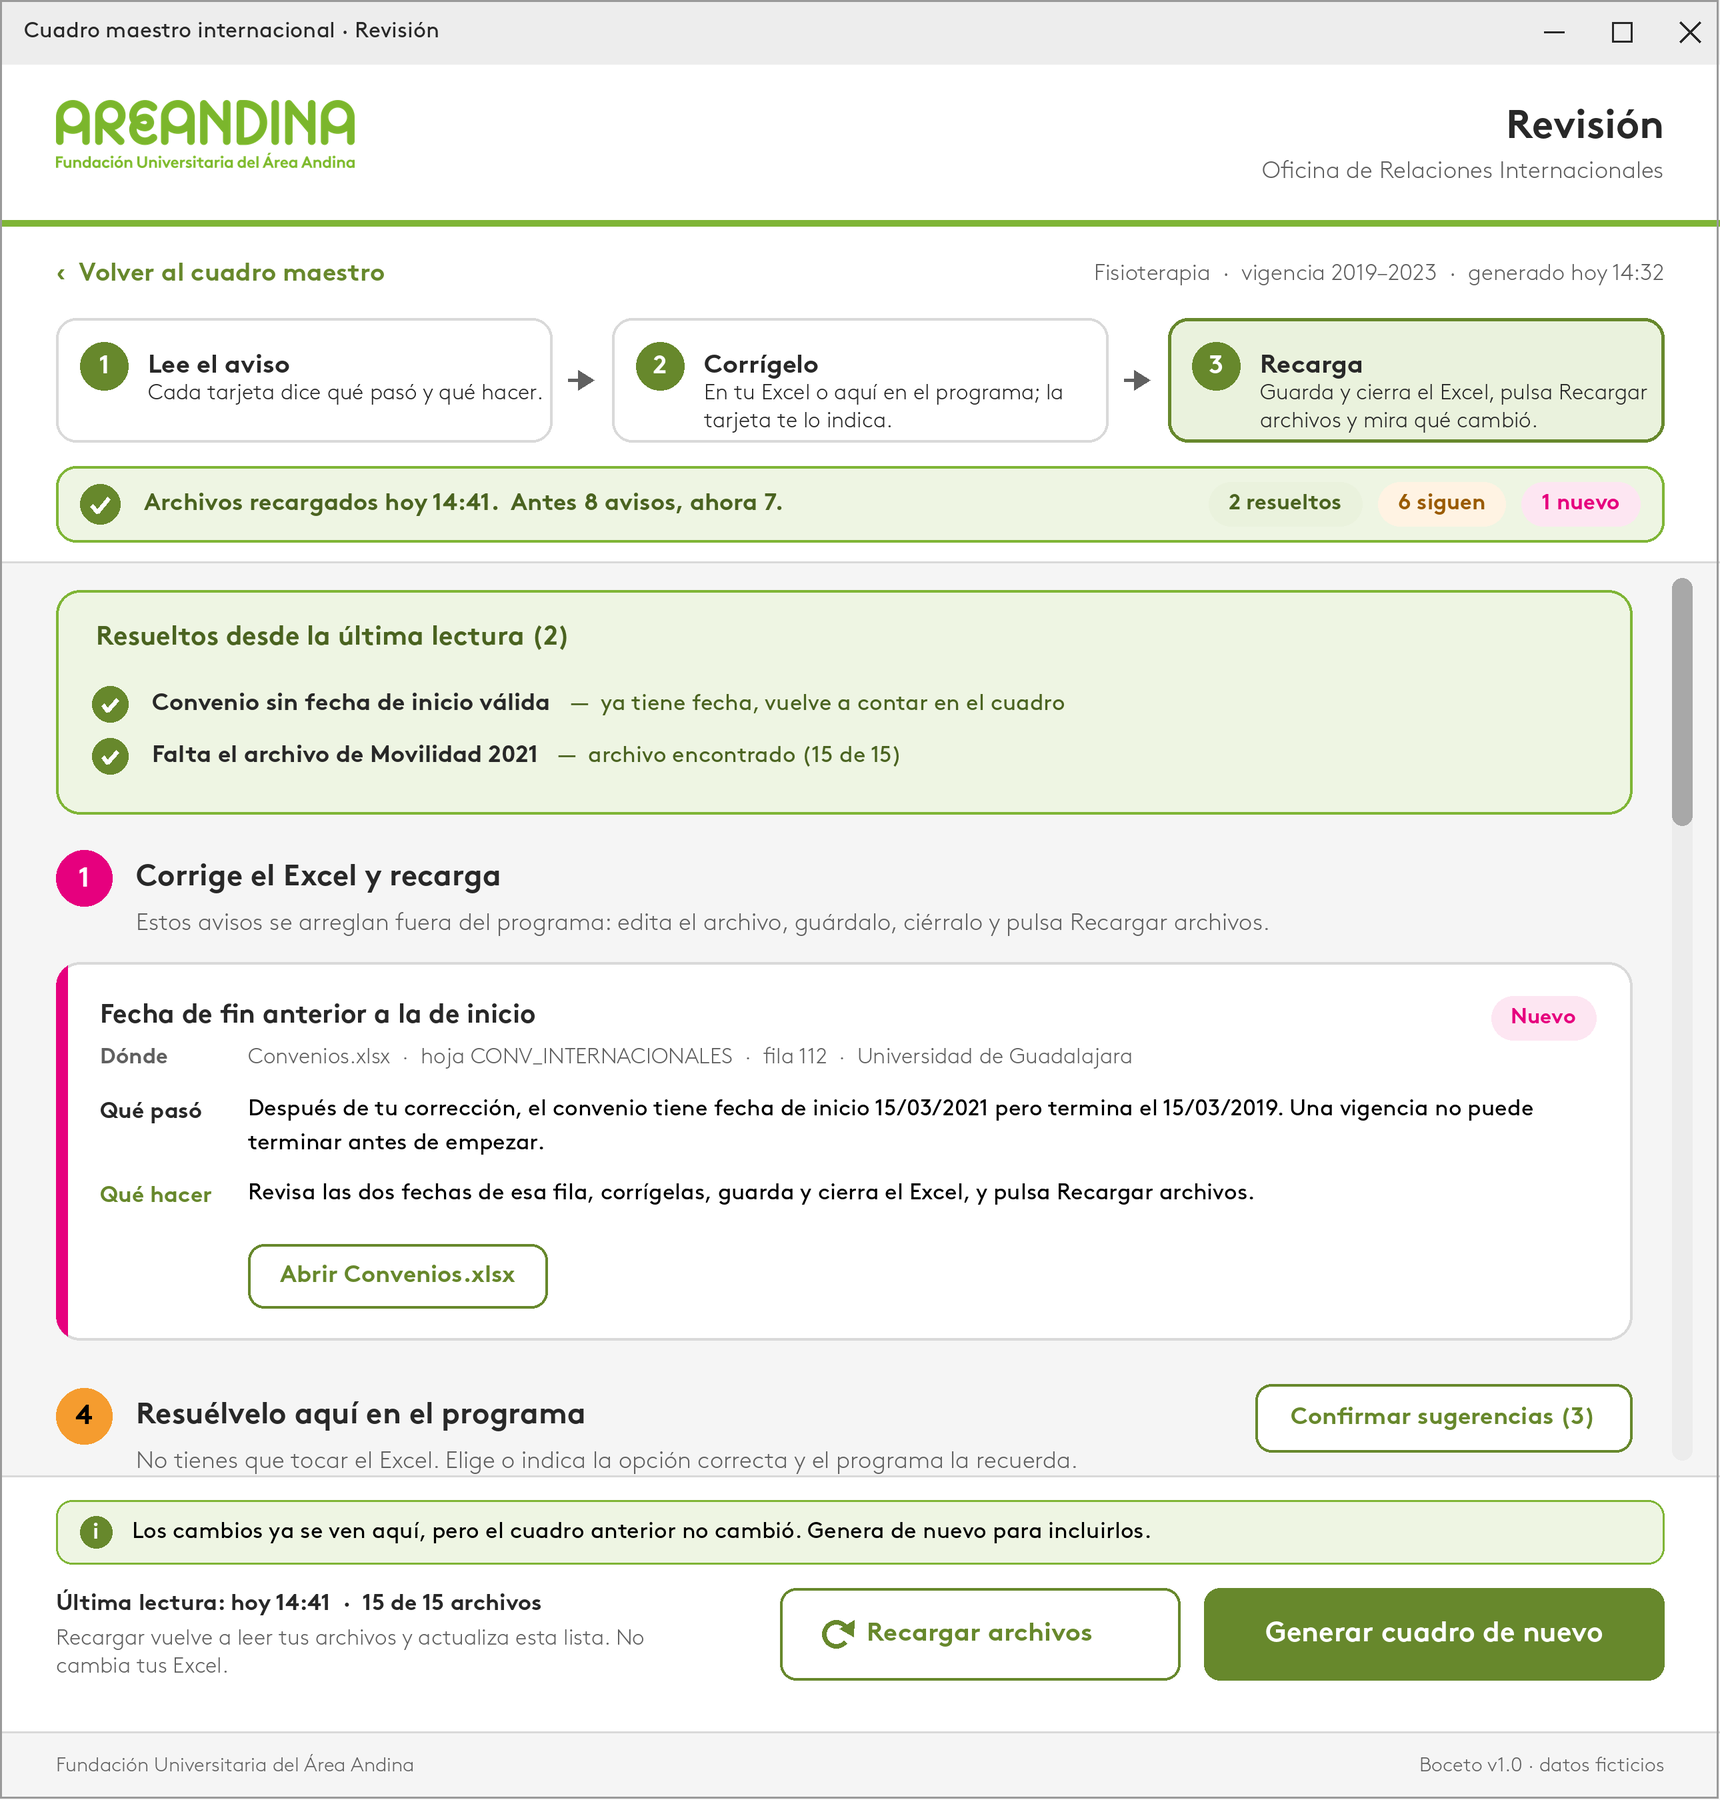 Cuadro maestro internacional · Revisión
AREANDINA
Fundación Universitaria del Área Andina
Revisión
Oficina de Relaciones Internacionales
‹ Volver al cuadro maestro
Fisioterapia · vigencia 2019–2023 · generado hoy 14:32
1
Lee el aviso
Cada tarjeta dice qué pasó y qué hacer.
2
Corrígelo
En tu Excel o aquí en el programa; la
tarjeta te lo indica.
3
Recarga
Guarda y cierra el Excel, pulsa Recargar
archivos y mira qué cambió.
Archivos recargados hoy 14:41. Antes 8 avisos, ahora 7.
2 resueltos
6 siguen
1 nuevo
Resueltos desde la última lectura (2)
Convenio sin fecha de inicio válida — ya tiene fecha, vuelve a contar en el cuadro
Falta el archivo de Movilidad 2021 — archivo encontrado (15 de 15)
1
Corrige el Excel y recarga
Estos avisos se arreglan fuera del programa: edita el archivo, guárdalo, ciérralo y pulsa Recargar archivos.
Fecha de fin anterior a la de inicio
Nuevo
Dónde Convenios.xlsx · hoja CONV_INTERNACIONALES · fila 112 · Universidad de Guadalajara
Qué pasó Después de tu corrección, el convenio tiene fecha de inicio 15/03/2021 pero termina el 15/03/2019. Una vigencia no puede
terminar antes de empezar.
Qué hacer Revisa las dos fechas de esa fila, corrígelas, guarda y cierra el Excel, y pulsa Recargar archivos.
Abrir Convenios.xlsx
4
Resuélvelo aquí en el programa
Confirmar sugerencias (3)
No tienes que tocar el Excel. Elige o indica la opción correcta y el programa la recuerda.
i
Los cambios ya se ven aquí, pero el cuadro anterior no cambió. Genera de nuevo para incluirlos.
Última lectura: hoy 14:41 · 15 de 15 archivos
Recargar vuelve a leer tus archivos y actualiza esta lista. No
cambia tus Excel.
Recargar archivos
Generar cuadro de nuevo
Fundación Universitaria del Área Andina
Boceto v1.0 · datos ficticios